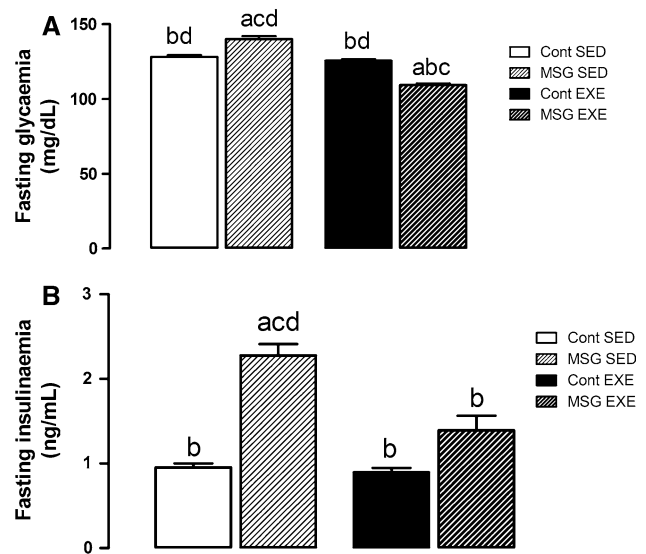 A
Fasting glycaemia
(mg/dL)
150
100
50
0
bd
acd
bd
abc
Cont SED
MSG SED
Cont EXE
MSG EXE
B
Fasting insulinaemia
(ng/mL)
3
2
1
0
b
acd
b
b
Cont SED
MSG SED
Cont EXE
MSG EXE